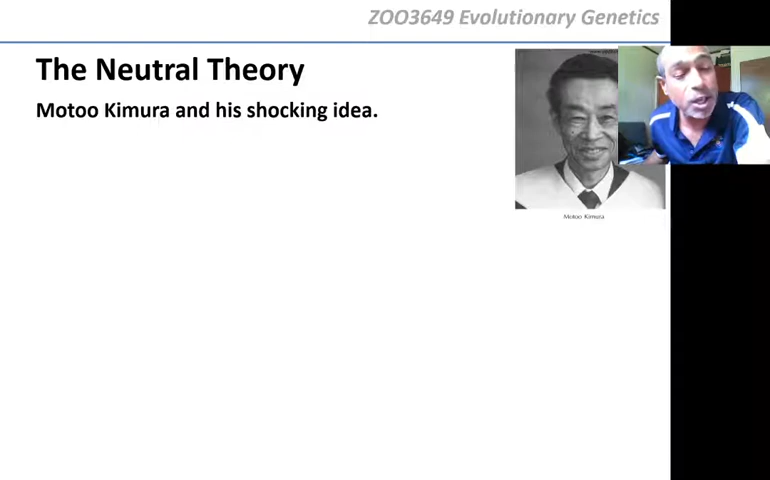 ZOO3649 Evolutionary Genetics
The Neutral Theory
Motoo Kimura and his shocking idea.
Motoo Kimura